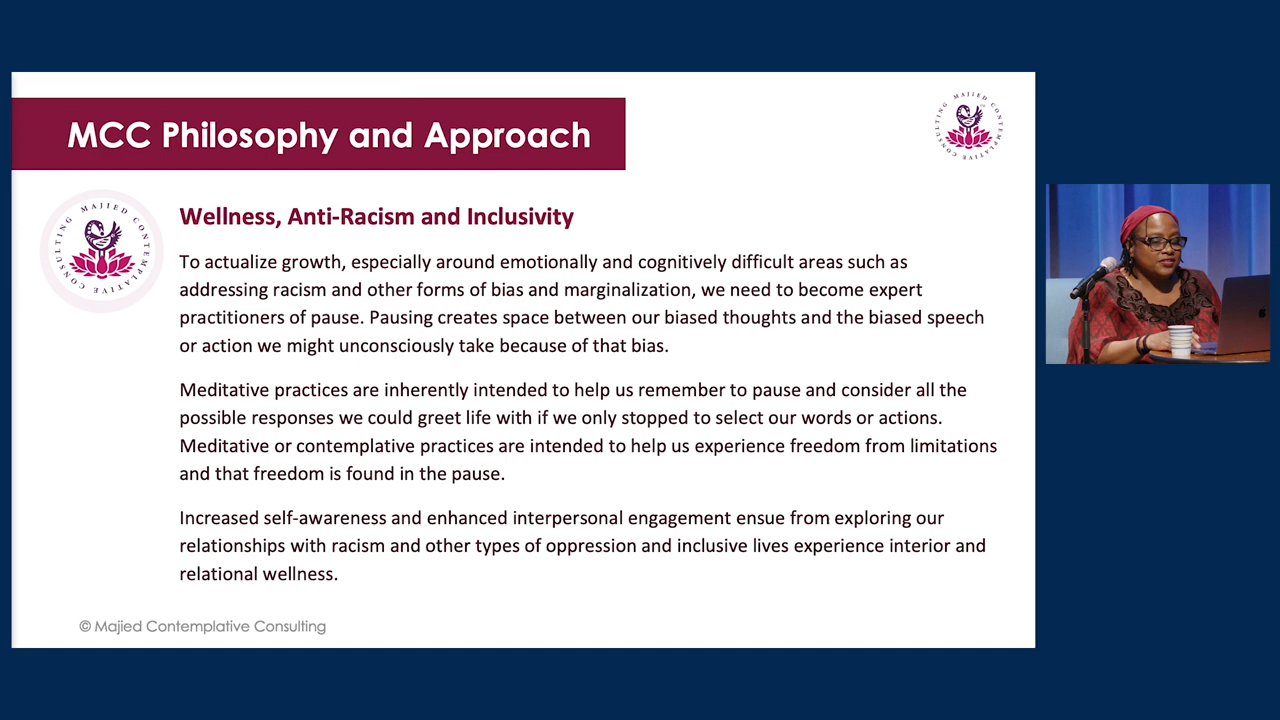 MCC Philosophy and Approach
MAJIED CONTEMPLATIVE CONSULTING
MAJIED CONTEMPLATIVE CONSULTING
Wellness, Anti-Racism and Inclusivity
To actualize growth, especially around emotionally and cognitively difficult areas such as
addressing racism and other forms of bias and marginalization, we need to become expert
practitioners of pause. Pausing creates space between our biased thoughts and the biased speech
or action we might unconsciously take because of that bias.
Meditative practices are inherently intended to help us remember to pause and consider all the
possible responses we could greet life with if we only stopped to select our words or actions.
Meditative or contemplative practices are intended to help us experience freedom from limitations
and that freedom is found in the pause.
Increased self-awareness and enhanced interpersonal engagement ensue from exploring our
relationships with racism and other types of oppression and inclusive lives experience interior and
relational wellness.
© Majied Contemplative Consulting